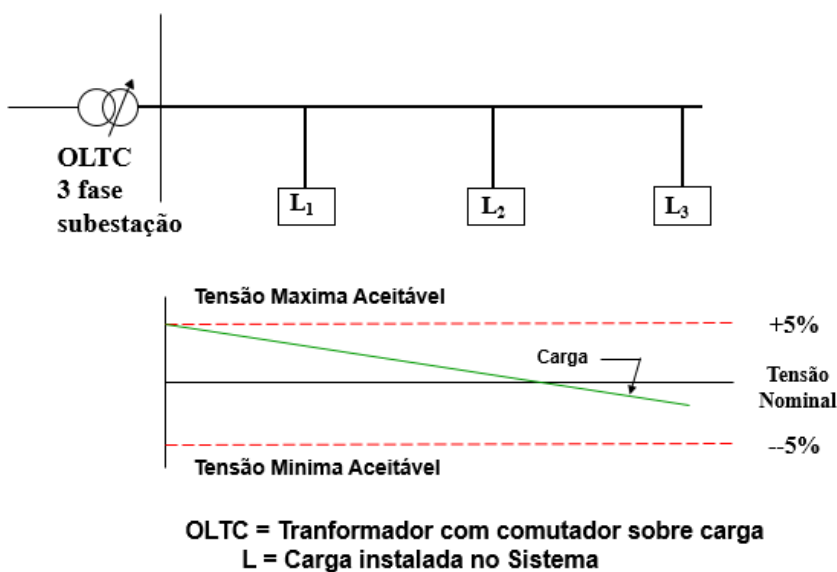 OLTC
3 fase
subestação
L1
L2
L3
Tensão Maxima Aceitável
+5%
Carga
Tensão
Nominal
--5%
Tensão Minima Aceitável
OLTC = Tranformador com comutador sobre carga
L = Carga instalada no Sistema